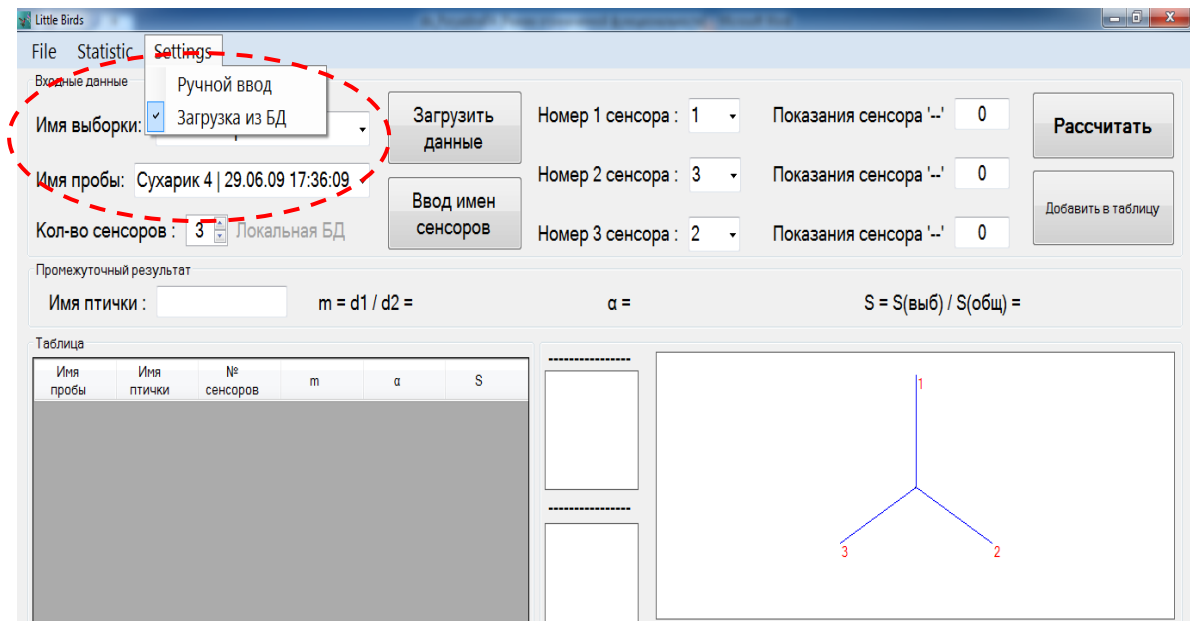 Little Birds
File Statistic Settings
Входные данные
Ручной ввод
Загрузка из БД
Имя выборки:
Имя пробы: Сухарик 4 | 29.06.09 17:36:09
Кол-во сенсоров : 3 Локальная БД
Загрузить
данные
Ввод имен
сенсоров
Номер 1 сенсора : 1 Показания сенсора '--' 0
Номер 2 сенсора : 3 Показания сенсора '--' 0
Номер 3 сенсора : 2 Показания сенсора '--' 0
Рассчитать
Добавить в таблицу
Промежуточный результат
Имя птички : m = d1 / d2 = α = S = S(выб) / S(общ) =
Таблица
Имя
пробы
Имя
птички
№
сенсоров
m
α
S
----------------
----------------
1
3
2